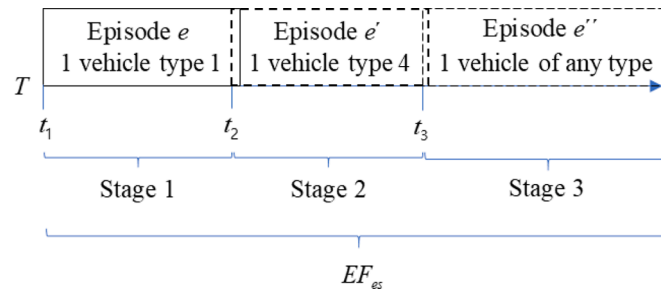 Episode e Episode e′ Episode e′′
1 vehicle type 1 1 vehicle type 4 1 vehicle of any type
T
t₁ t₂ t₃
Stage 1 Stage 2 Stage 3
EFₑₛ